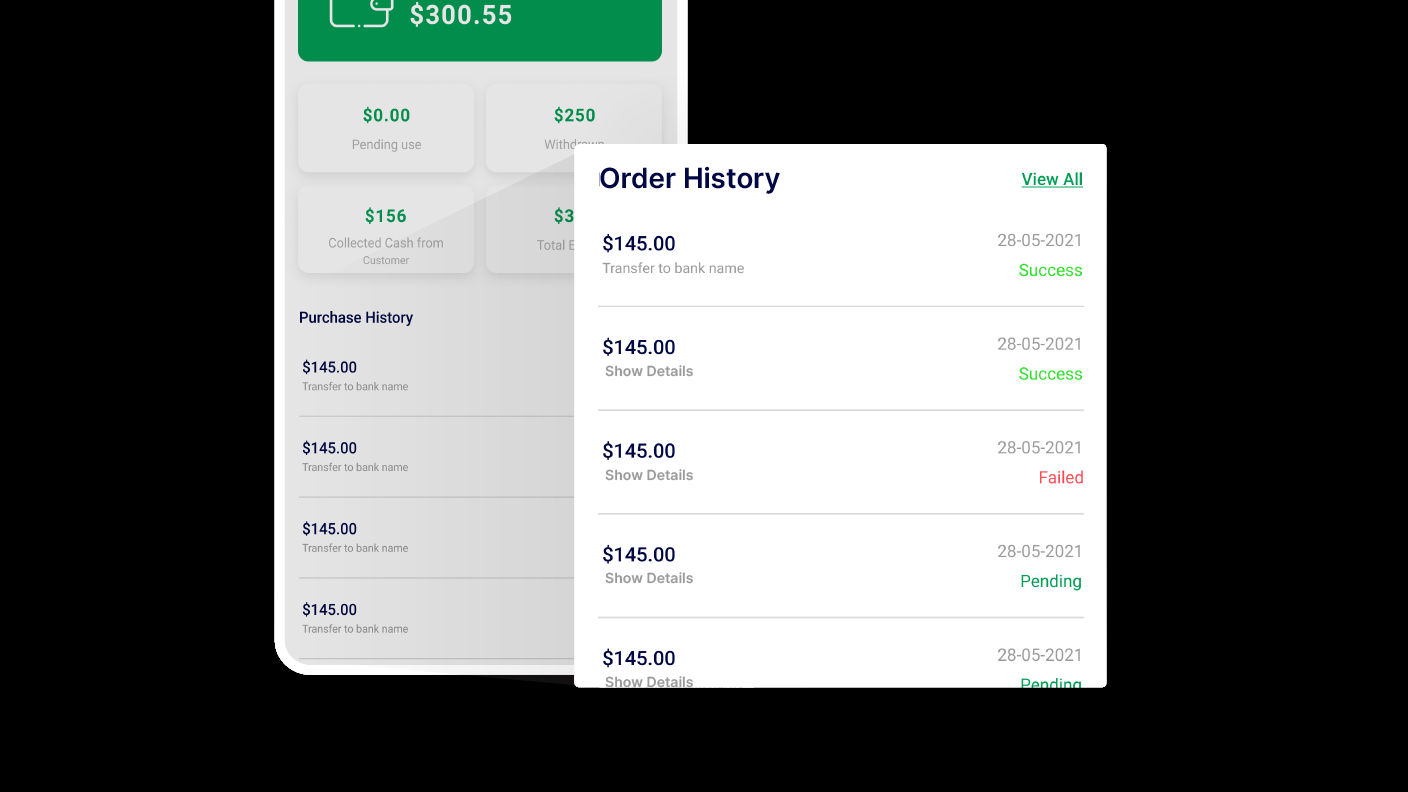 $300.55
$0.00
Pending use
$250
Withdrawn
$156
Collected Cash from
Customer
$3
Total E
Purchase History
$145.00
Transfer to bank name
$145.00
Transfer to bank name
$145.00
Transfer to bank name
$145.00
Transfer to bank name
Order History
View All
$145.00
28-05-2021
Transfer to bank name
Success
$145.00
28-05-2021
Show Details
Success
$145.00
28-05-2021
Show Details
Failed
$145.00
28-05-2021
Show Details
Pending
$145.00
28-05-2021
Show Details
Pending